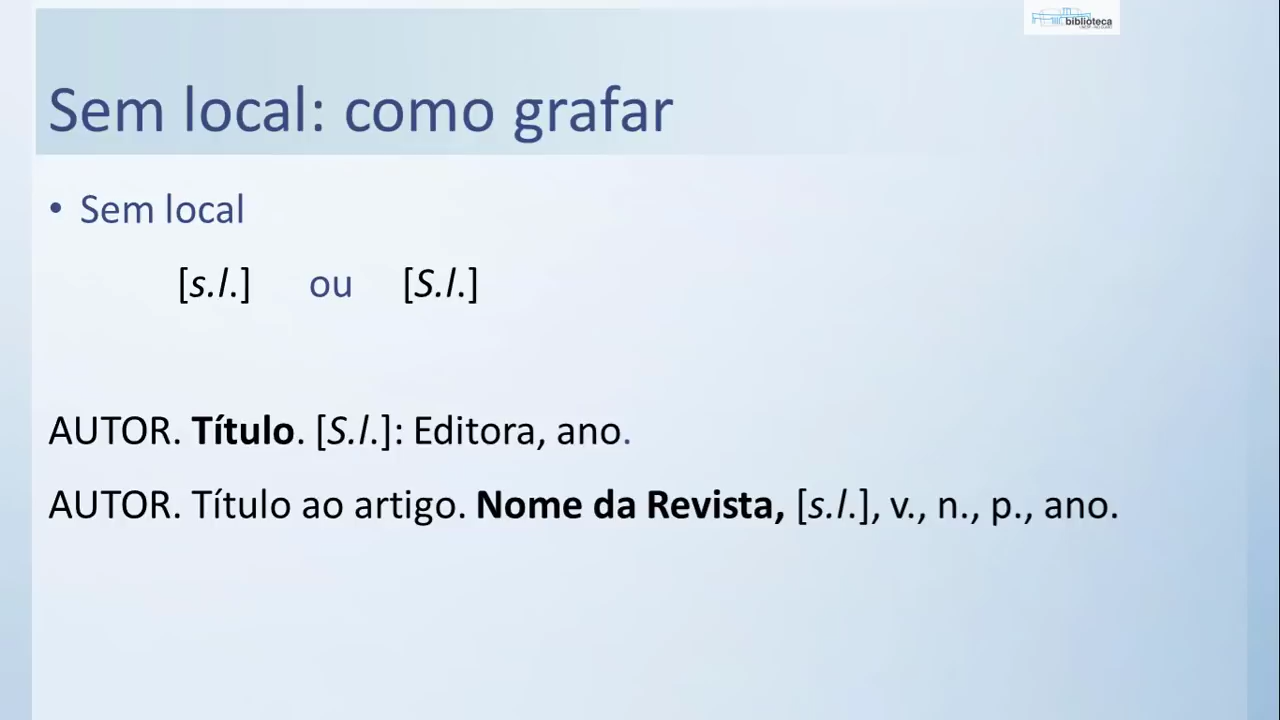 biblioteca
Sem local: como grafar
• Sem local
[s.l.] ou [S.l.]
AUTOR. Título. [S.l.]: Editora, ano.
AUTOR. Título ao artigo. Nome da Revista, [s.l.], v., n., p., ano.